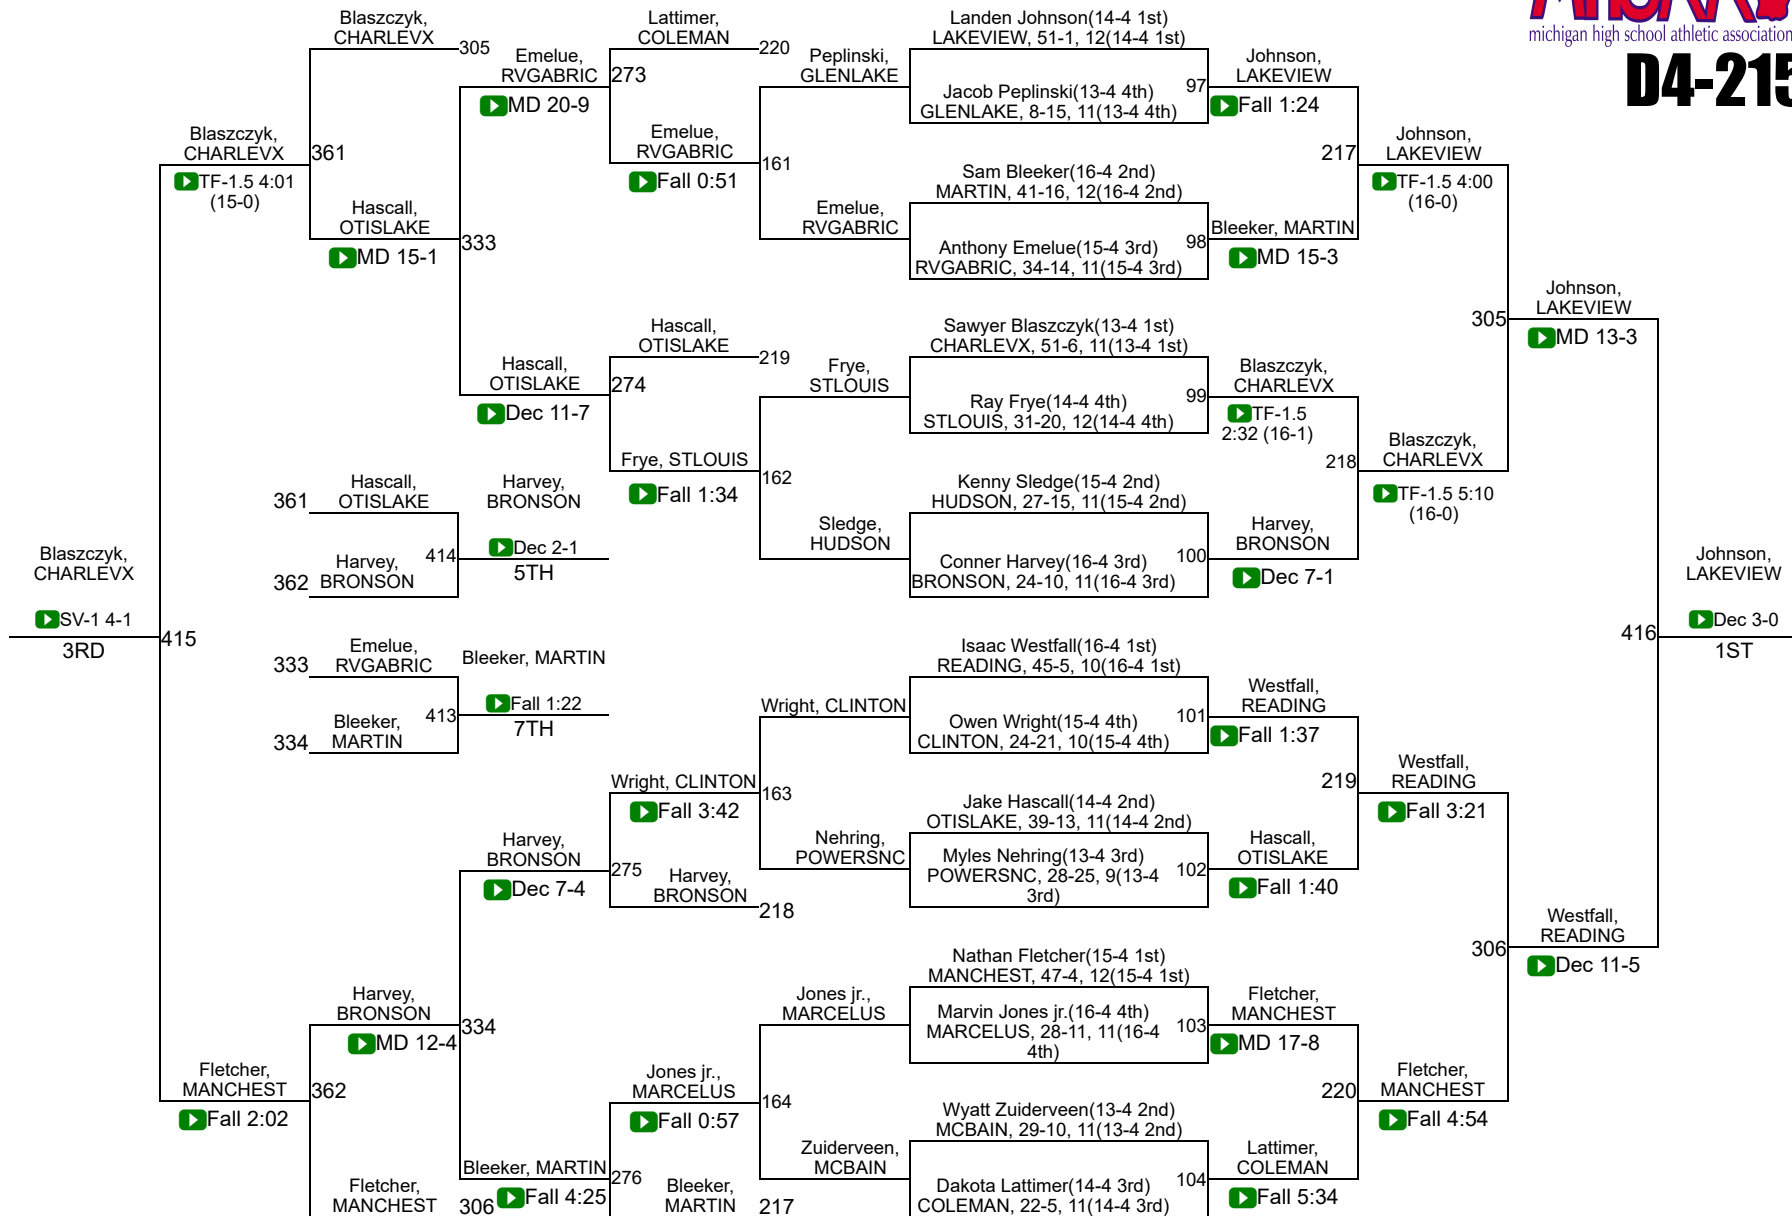 michigan high school athletic association
D4-215
Blaszczyk,
CHARLEVX
305
Emelue,
RVGABRIC
MD 20-9
Lattimer,
COLEMAN
220
273
Emelue,
RVGABRIC
Fall 0:51
161
Peplinski,
GLENLAKE
Emelue,
RVGABRIC
Landen Johnson(14-4 1st)
LAKEVIEW, 51-1, 12(14-4 1st)
Jacob Peplinski(13-4 4th)
GLENLAKE, 8-15, 11(13-4 4th)
97
Johnson,
LAKEVIEW
Fall 1:24
Sam Bleeker(16-4 2nd)
MARTIN, 41-16, 12(16-4 2nd)
Anthony Emelue(15-4 3rd)
RVGABRIC, 34-14, 11(15-4 3rd)
98
Bleeker, MARTIN
MD 15-3
217
Johnson,
LAKEVIEW
TF-1.5 4:00
(16-0)
Blaszczyk,
CHARLEVX
TF-1.5 4:01
(15-0)
361
Hascall,
OTISLAKE
MD 15-1
333
Hascall,
OTISLAKE
Dec 11-7
Hascall,
OTISLAKE
219
274
Frye, STLOUIS
Fall 1:34
162
Frye,
STLOUIS
Sledge,
HUDSON
Sawyer Blaszczyk(13-4 1st)
CHARLEVX, 51-6, 11(13-4 1st)
Ray Frye(14-4 4th)
STLOUIS, 31-20, 12(14-4 4th)
99
Blaszczyk,
CHARLEVX
TF-1.5
2:32 (16-1)
Kenny Sledge(15-4 2nd)
HUDSON, 27-15, 11(15-4 2nd)
Conner Harvey(16-4 3rd)
BRONSON, 24-10, 11(16-4 3rd)
100
Harvey,
BRONSON
Dec 7-1
218
Blaszczyk,
CHARLEVX
TF-1.5 5:10
(16-0)
305
Johnson,
LAKEVIEW
MD 13-3
361
Hascall,
OTISLAKE
362
Harvey,
BRONSON
414
Harvey,
BRONSON
Dec 2-1
5TH
Blaszczyk,
CHARLEVX
SV-1 4-1
3RD
415
333
Emelue,
RVGABRIC
334
Bleeker,
MARTIN
413
Bleeker, MARTIN
Fall 1:22
7TH
416
Johnson,
LAKEVIEW
Dec 3-0
1ST
Wright, CLINTON
Fall 3:42
163
Wright, CLINTON
Nehring,
POWERSNC
Isaac Westfall(16-4 1st)
READING, 45-5, 10(16-4 1st)
Owen Wright(15-4 4th)
CLINTON, 24-21, 10(15-4 4th)
101
Westfall,
READING
Fall 1:37
Jake Hascall(14-4 2nd)
OTISLAKE, 39-13, 11(14-4 2nd)
Myles Nehring(13-4 3rd)
POWERSNC, 28-25, 9(13-4
3rd)
102
Hascall,
OTISLAKE
Fall 1:40
219
Westfall,
READING
Fall 3:21
Harvey,
BRONSON
Dec 7-4
275
Harvey,
BRONSON
218
306
Westfall,
READING
Dec 11-5
Harvey,
BRONSON
MD 12-4
334
Fletcher,
MANCHEST
Fall 2:02
362
Jones jr.,
MARCELUS
Fall 0:57
164
Jones jr.,
MARCELUS
Zuiderveen,
MCBAIN
Nathan Fletcher(15-4 1st)
MANCHEST, 47-4, 12(15-4 1st)
Marvin Jones jr.(16-4 4th)
MARCELUS, 28-11, 11(16-4
4th)
103
Fletcher,
MANCHEST
MD 17-8
Wyatt Zuiderveen(13-4 2nd)
MCBAIN, 29-10, 11(13-4 2nd)
Dakota Lattimer(14-4 3rd)
COLEMAN, 22-5, 11(14-4 3rd)
104
Lattimer,
COLEMAN
Fall 5:34
220
Fletcher,
MANCHEST
Fall 4:54
Fletcher,
MANCHEST
306
Bleeker, MARTIN
Fall 4:25
276
Bleeker,
MARTIN
217